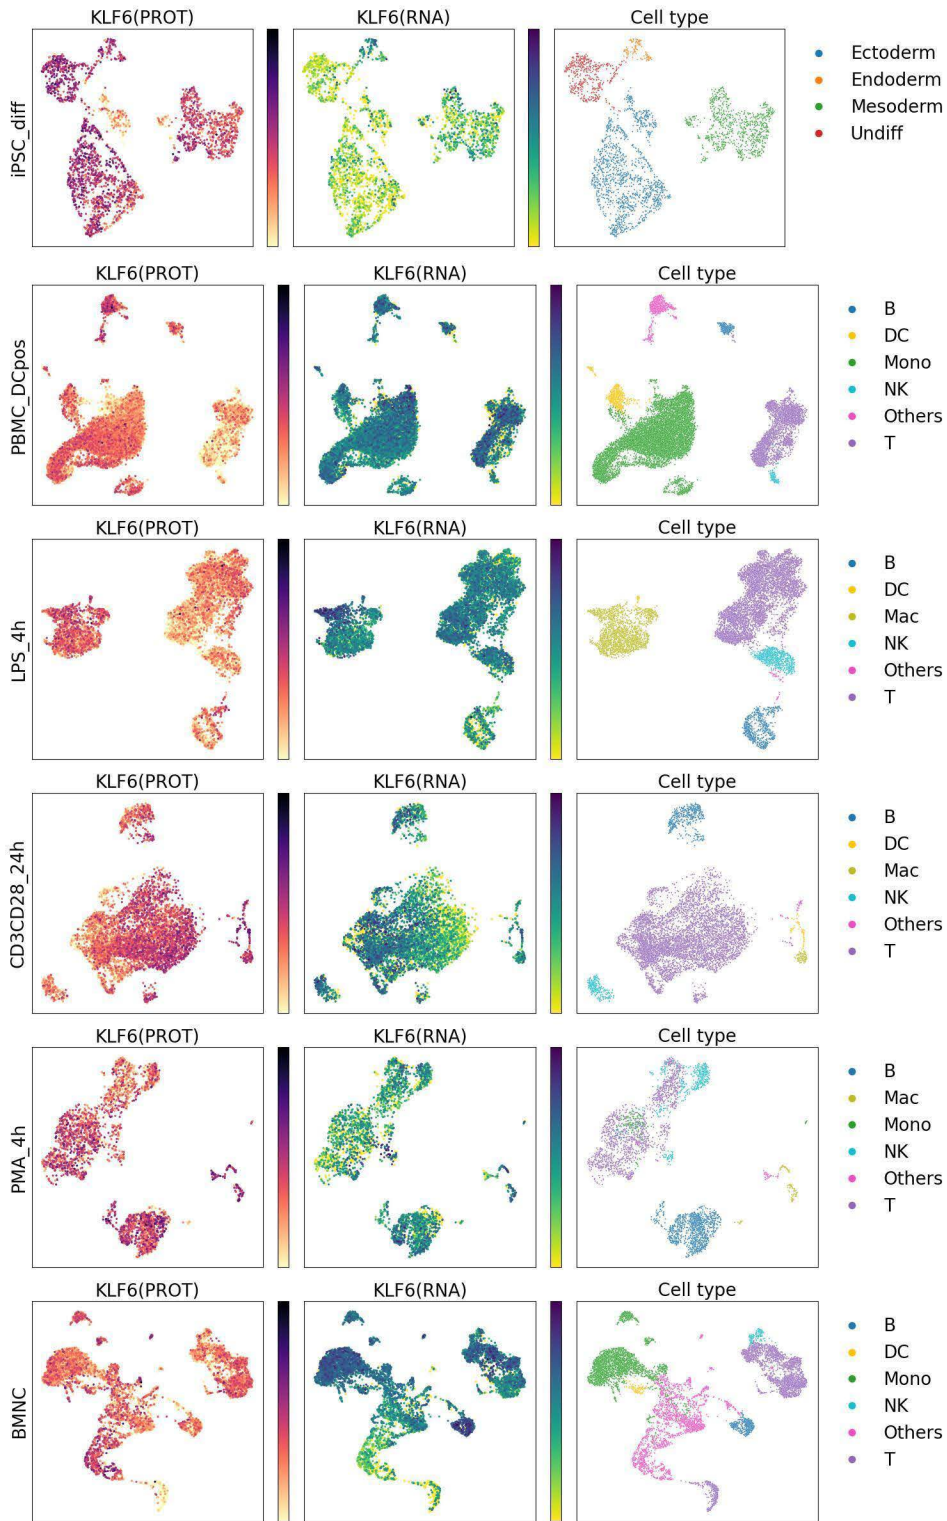 KLF6(PROT) KLF6(RNA) Cell type
iPSC_diff
Ectoderm
Endoderm
Mesoderm
Undiff
KLF6(PROT) KLF6(RNA) Cell type
PBMC_DCpos
B
DC
Mono
NK
Others
T
KLF6(PROT) KLF6(RNA) Cell type
LPS_4h
B
DC
Mac
NK
Others
T
KLF6(PROT) KLF6(RNA) Cell type
CD3CD28_24h
B
DC
Mac
NK
Others
T
KLF6(PROT) KLF6(RNA) Cell type
PMA_4h
B
Mac
Mono
NK
Others
T
KLF6(PROT) KLF6(RNA) Cell type
BMNC
B
DC
Mono
NK
Others
T